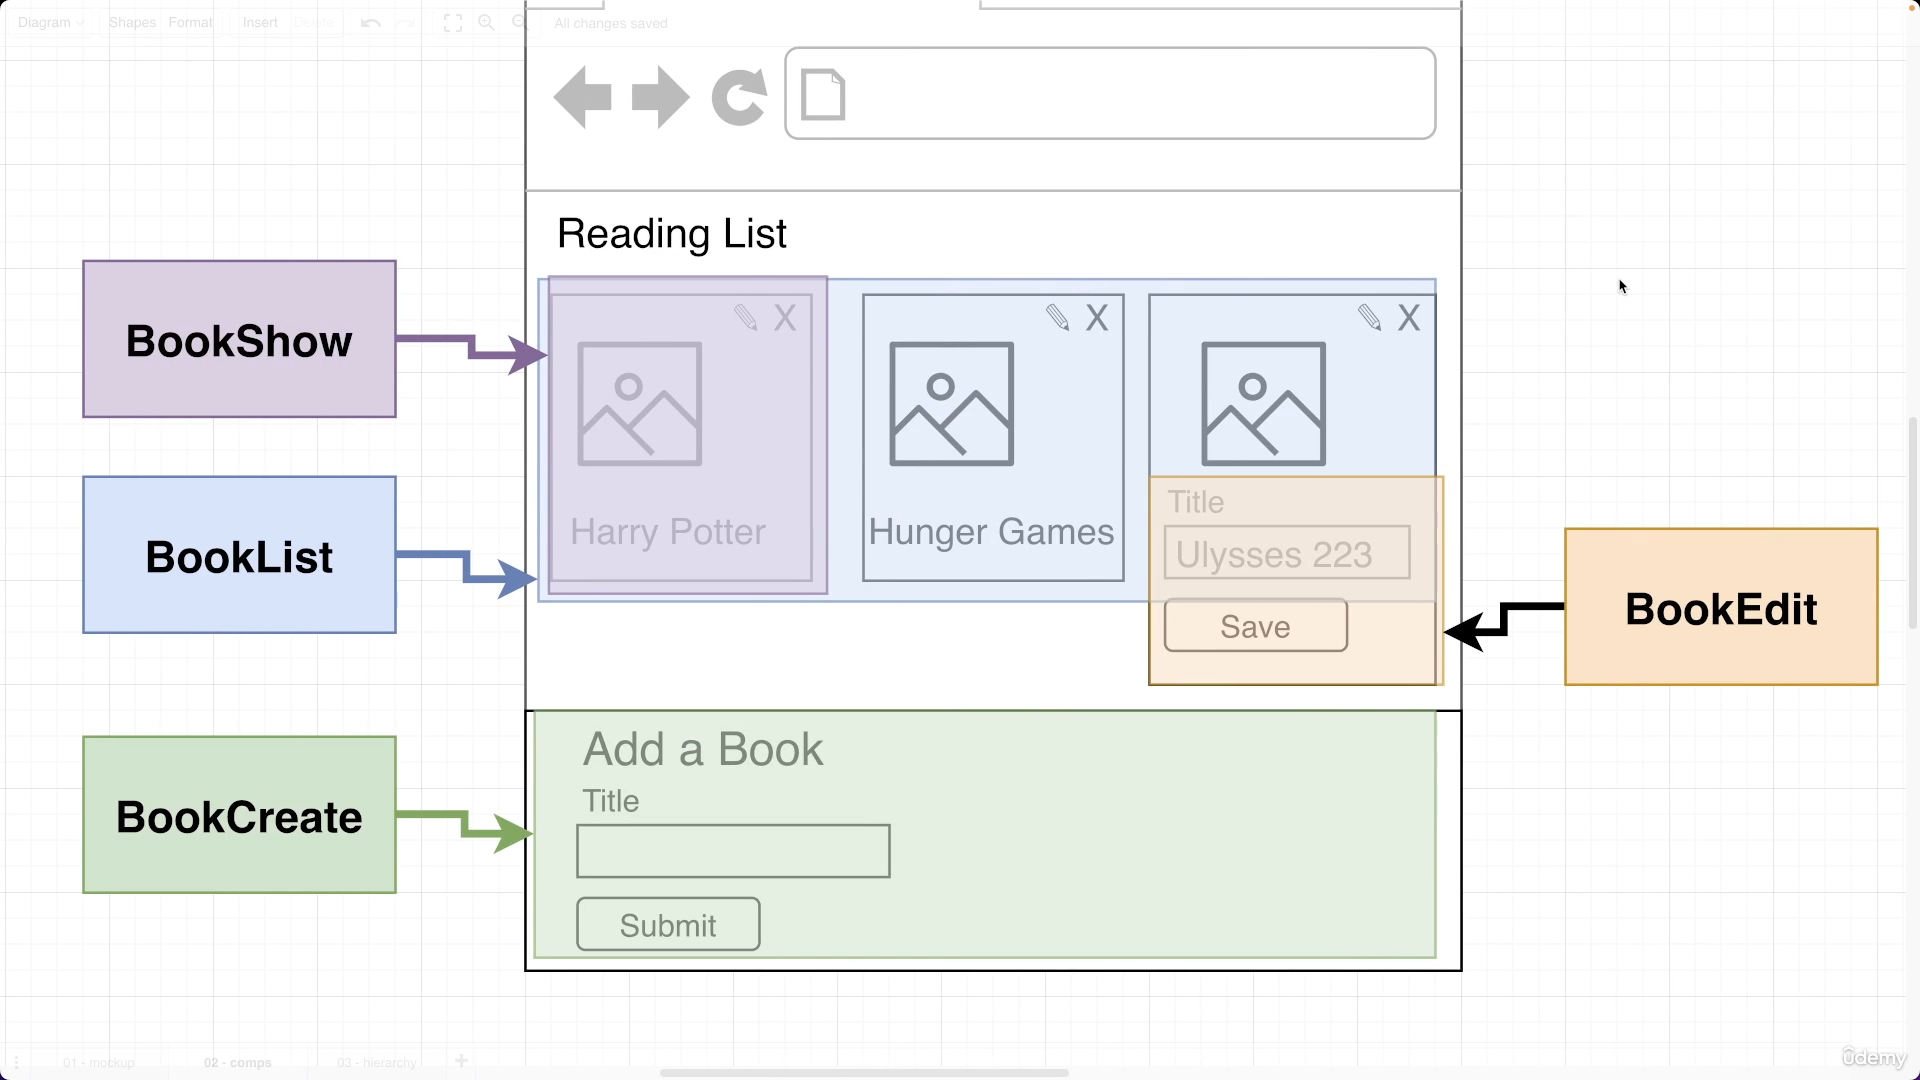 Diagram Shapes Format Insert Delete All changes saved
Reading List
BookShow
X
X
X
Harry Potter
Hunger Games
Title
Ulysses 223
Save
BookList
BookEdit
BookCreate
Add a Book
Title
Submit
01 - mockup 02 - comps 03 - hierarchy
udemy